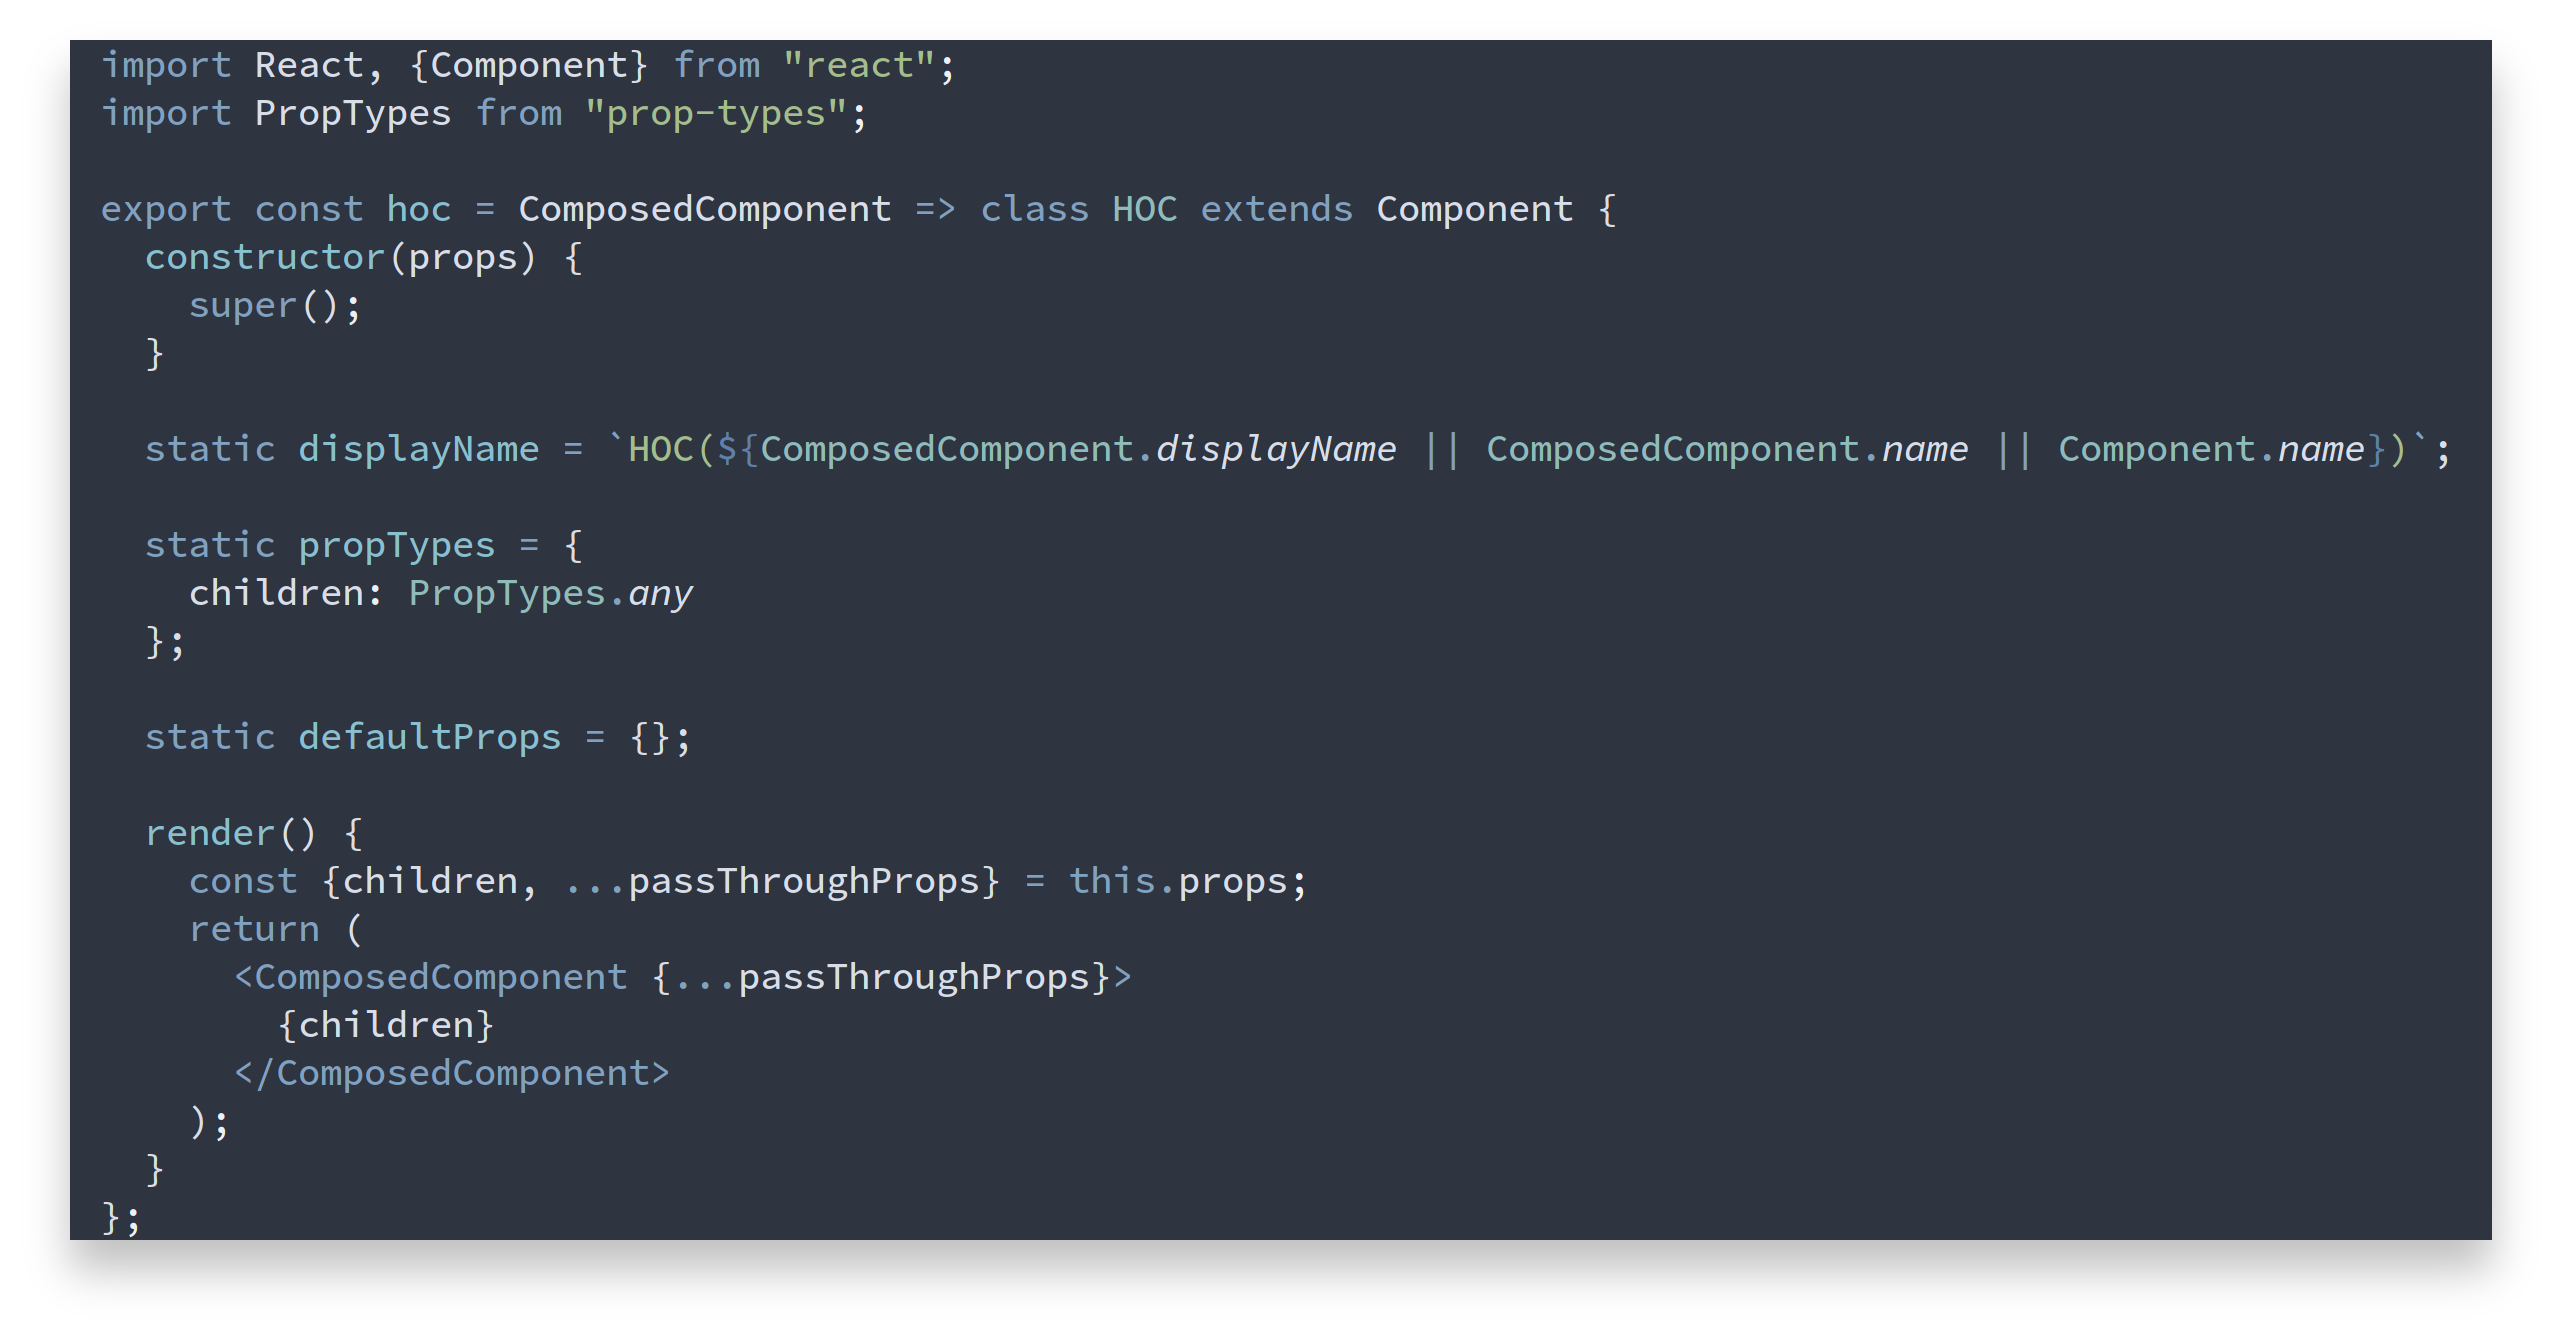 import React, {Component} from "react";
import PropTypes from "prop-types";

export const hoc = ComposedComponent => class HOC extends Component {
  constructor(props) {
    super();
  }

  static displayName = `HOC(${ComposedComponent.displayName || ComposedComponent.name || Component.name})`;

  static propTypes = {
    children: PropTypes.any
  };

  static defaultProps = {};

  render() {
    const {children, ...passThroughProps} = this.props;
    return (
      <ComposedComponent {...passThroughProps}>
        {children}
      </ComposedComponent>
    );
  }
};